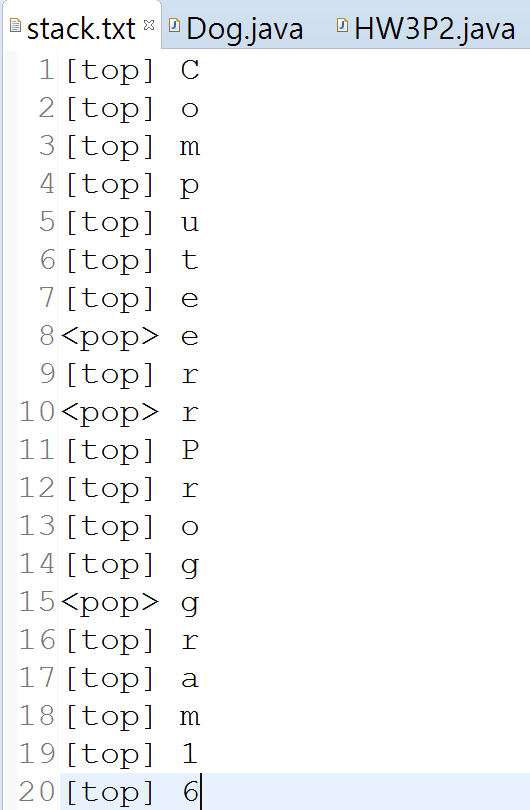 stack.txt Dog.java HW3P2.java
1 [top] C
2 [top] o
3 [top] m
4 [top] p
5 [top] u
6 [top] t
7 [top] e
8 <pop> e
9 [top] r
10 <pop> r
11 [top] P
12 [top] r
13 [top] o
14 [top] g
15 <pop> g
16 [top] r
17 [top] a
18 [top] m
19 [top] 1
20 [top] 6